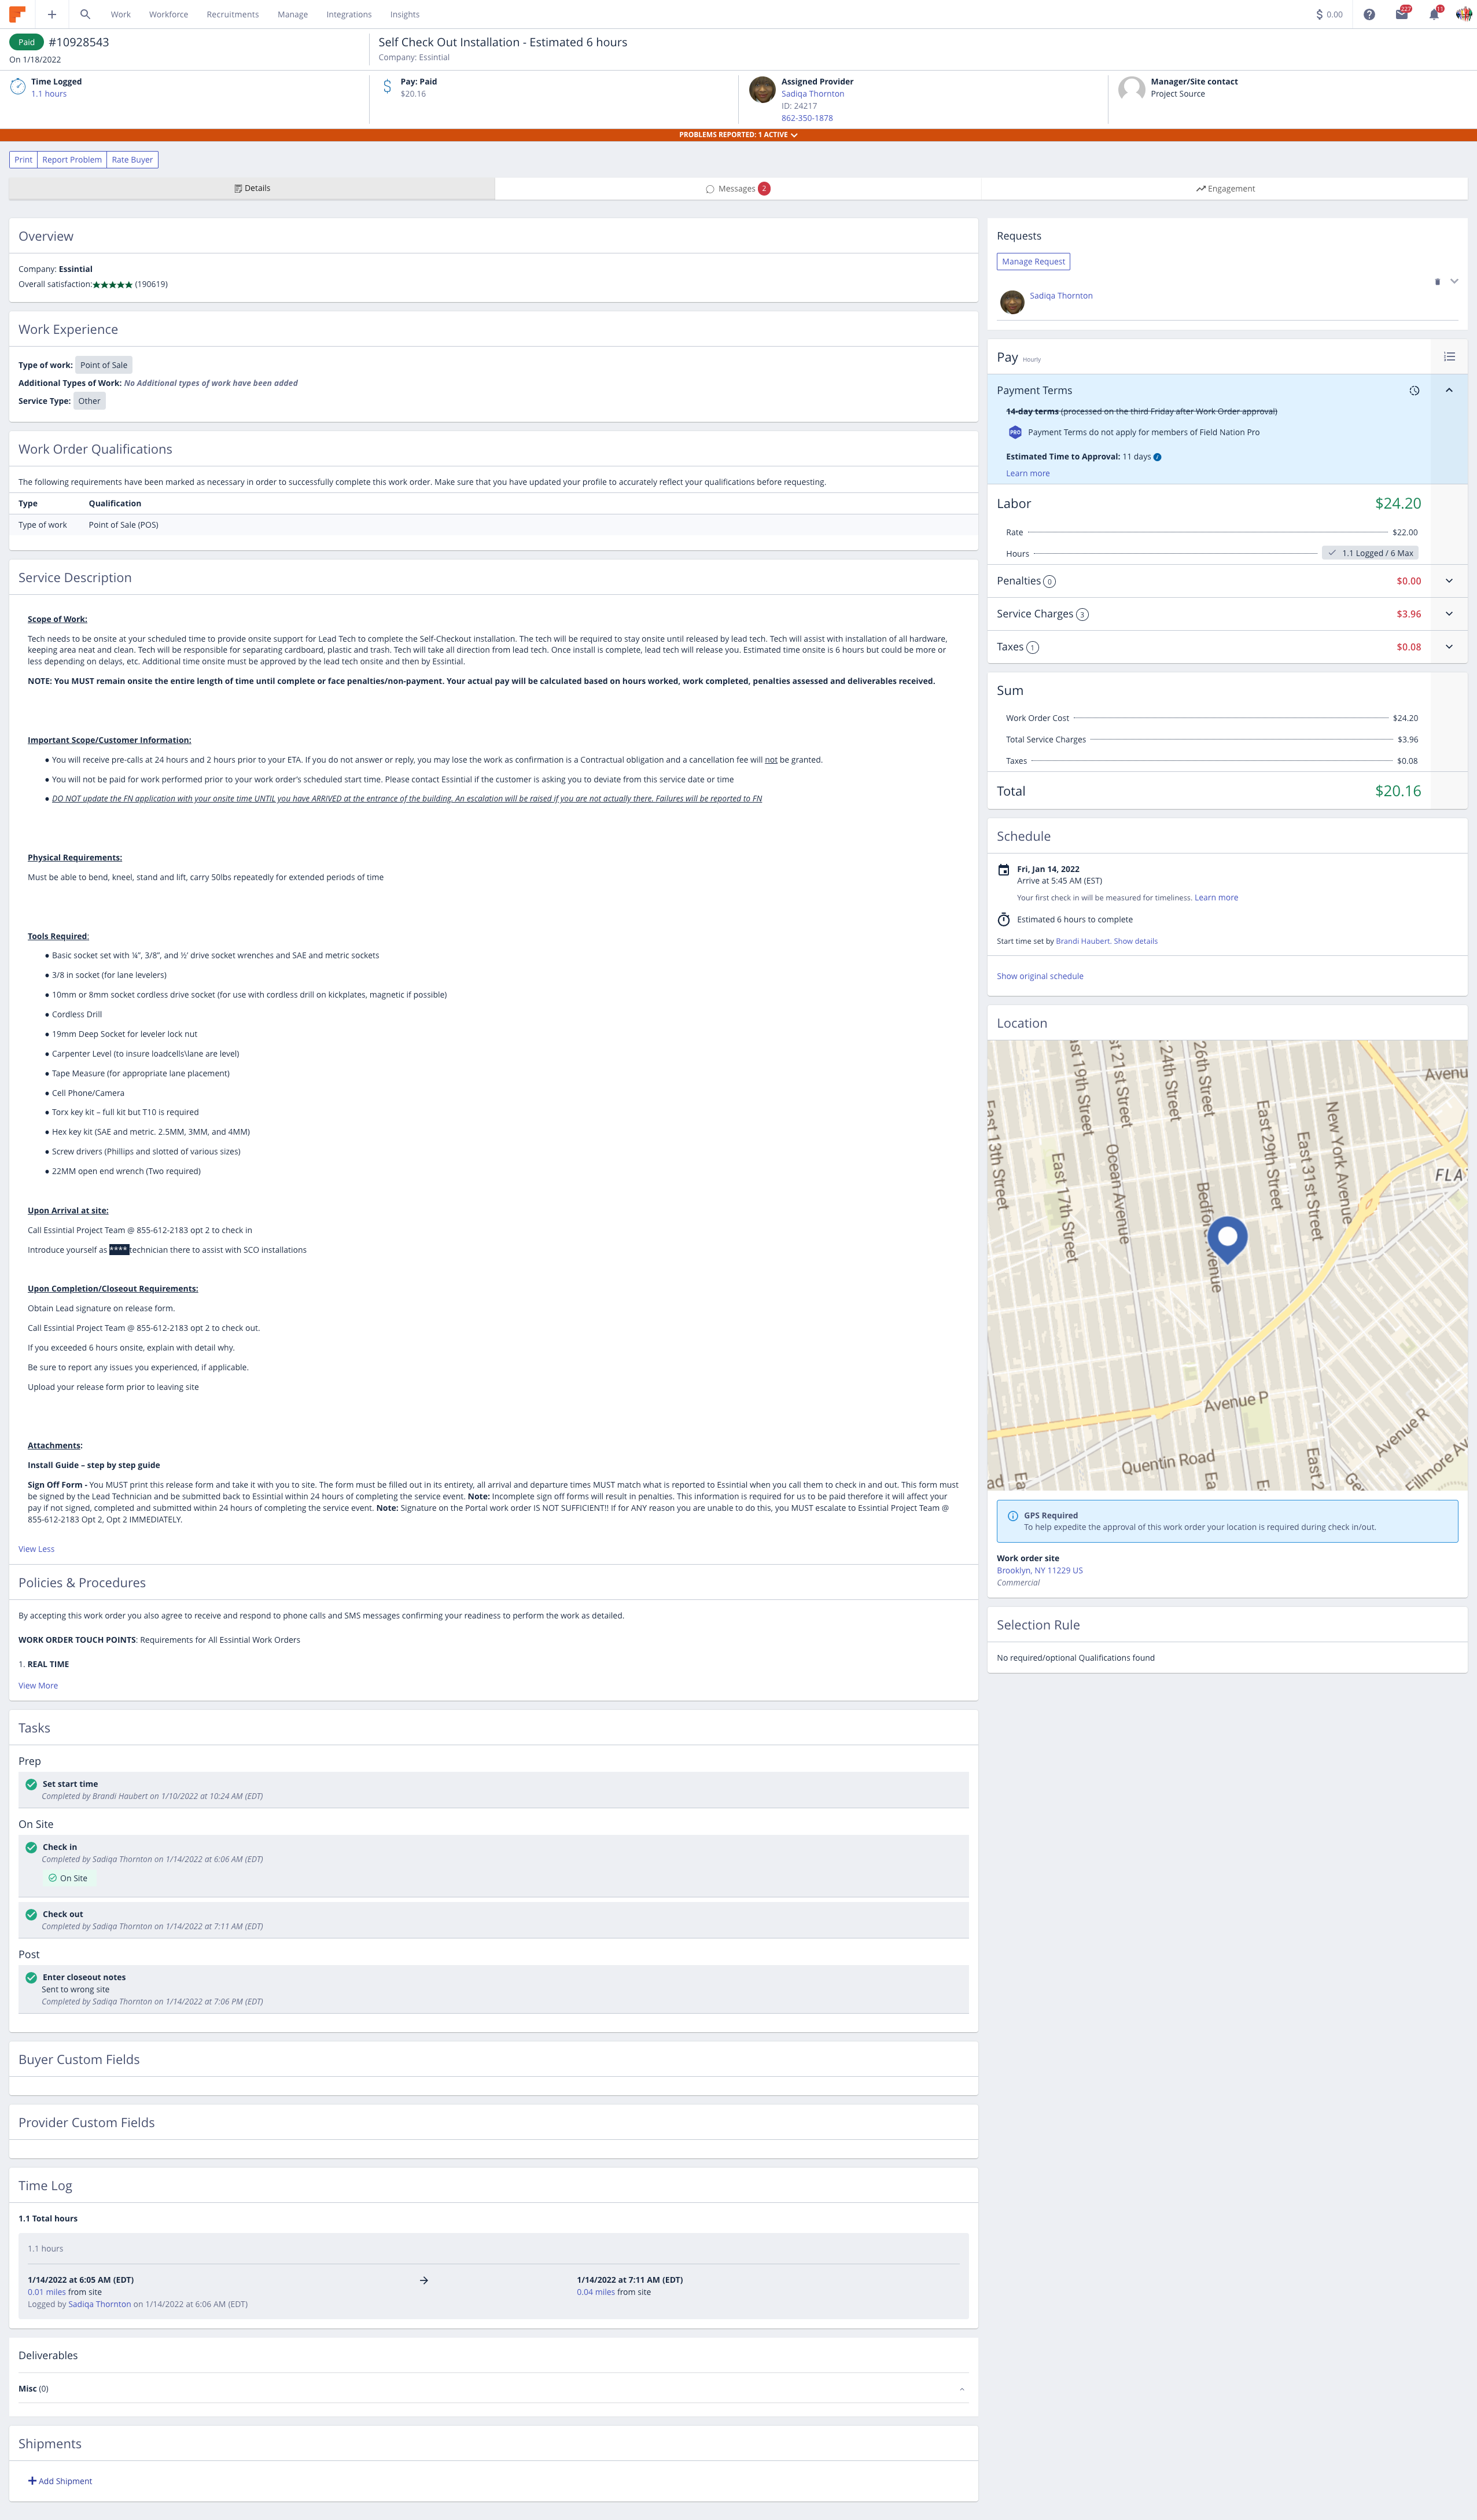 Work Workforce Recruitments Manage Integrations Insights
$ 0.00 227 11
Paid #10928543
On 1/18/2022
Self Check Out Installation - Estimated 6 hours
Company: Essintial
Time Logged
1.1 hours
Pay: Paid
$20.16
Assigned Provider
Sadiqa Thornton
ID: 24217
862-350-1878
Manager/Site contact
Project Source
PROBLEMS REPORTED: 1 ACTIVE
Print Report Problem Rate Buyer
Details
Messages 2
Engagement
Overview
Company: Essintial
Overall satisfaction:★★★★★ (190619)
Work Experience
Type of work: Point of Sale
Additional Types of Work: No Additional types of work have been added
Service Type: Other
Work Order Qualifications
The following requirements have been marked as necessary in order to successfully complete this work order. Make sure that you have updated your profile to accurately reflect your qualifications before requesting.
Type Qualification
Type of work Point of Sale (POS)
Service Description
Scope of Work:
Tech needs to be onsite at your scheduled time to provide onsite support for Lead Tech to complete the Self-Checkout installation. The tech will be required to stay onsite until released by lead tech. Tech will assist with installation of all hardware,
keeping area neat and clean. Tech will be responsible for separating cardboard, plastic and trash. Tech will take all direction from lead tech. Once install is complete, lead tech will release you. Estimated time onsite is 6 hours but could be more or
less depending on delays, etc. Additional time onsite must be approved by the lead tech onsite and then by Essintial.
NOTE: You MUST remain onsite the entire length of time until complete or face penalties/non-payment. Your actual pay will be calculated based on hours worked, work completed, penalties assessed and deliverables received.
Important Scope/Customer Information:
● You will receive pre-calls at 24 hours and 2 hours prior to your ETA. If you do not answer or reply, you may lose the work as confirmation is a Contractual obligation and a cancellation fee will not be granted.
● You will not be paid for work performed prior to your work order's scheduled start time. Please contact Essintial if the customer is asking you to deviate from this service date or time
● DO NOT update the FN application with your onsite time UNTIL you have ARRIVED at the entrance of the building. An escalation will be raised if you are not actually there. Failures will be reported to FN
Physical Requirements:
Must be able to bend, kneel, stand and lift, carry 50lbs repeatedly for extended periods of time
Tools Required:
● Basic socket set with ¼", 3/8", and ½' drive socket wrenches and SAE and metric sockets
● 3/8 in socket (for lane levelers)
● 10mm or 8mm socket cordless drive socket (for use with cordless drill on kickplates, magnetic if possible)
● Cordless Drill
● 19mm Deep Socket for leveler lock nut
● Carpenter Level (to insure loadcells\lane are level)
● Tape Measure (for appropriate lane placement)
● Cell Phone/Camera
● Torx key kit – full kit but T10 is required
● Hex key kit (SAE and metric. 2.5MM, 3MM, and 4MM)
● Screw drivers (Phillips and slotted of various sizes)
● 22MM open end wrench (Two required)
Upon Arrival at site:
Call Essintial Project Team @ 855-612-2183 opt 2 to check in
Introduce yourself as ****technician there to assist with SCO installations
Upon Completion/Closeout Requirements:
Obtain Lead signature on release form.
Call Essintial Project Team @ 855-612-2183 opt 2 to check out.
If you exceeded 6 hours onsite, explain with detail why.
Be sure to report any issues you experienced, if applicable.
Upload your release form prior to leaving site
Attachments:
Install Guide – step by step guide
Sign Off Form - You MUST print this release form and take it with you to site. The form must be filled out in its entirety, all arrival and departure times MUST match what is reported to Essintial when you call them to check in and out. This form must
be signed by the Lead Technician and be submitted back to Essintial within 24 hours of completing the service event. Note: Incomplete sign off forms will result in penalties. This information is required for us to be paid therefore it will affect your
pay if not signed, completed and submitted within 24 hours of completing the service event. Note: Signature on the Portal work order IS NOT SUFFICIENT!! If for ANY reason you are unable to do this, you MUST escalate to Essintial Project Team @
855-612-2183 Opt 2, Opt 2 IMMEDIATELY.
View Less
Policies & Procedures
By accepting this work order you also agree to receive and respond to phone calls and SMS messages confirming your readiness to perform the work as detailed.
WORK ORDER TOUCH POINTS: Requirements for All Essintial Work Orders
1. REAL TIME
View More
Tasks
Prep
Set start time
Completed by Brandi Haubert on 1/10/2022 at 10:24 AM (EDT)
On Site
Check in
Completed by Sadiqa Thornton on 1/14/2022 at 6:06 AM (EDT)
On Site
Check out
Completed by Sadiqa Thornton on 1/14/2022 at 7:11 AM (EDT)
Post
Enter closeout notes
Sent to wrong site
Completed by Sadiqa Thornton on 1/14/2022 at 7:06 PM (EDT)
Buyer Custom Fields
Provider Custom Fields
Time Log
1.1 Total hours
1.1 hours
1/14/2022 at 6:05 AM (EDT) → 1/14/2022 at 7:11 AM (EDT)
0.01 miles from site 0.04 miles from site
Logged by Sadiqa Thornton on 1/14/2022 at 6:06 AM (EDT)
Deliverables
Misc (0)
Shipments
+ Add Shipment
Requests
Manage Request
Sadiqa Thornton
Pay Hourly
Payment Terms
14-day terms (processed on the third Friday after Work Order approval)
PRO Payment Terms do not apply for members of Field Nation Pro
Estimated Time to Approval: 11 days
Learn more
Labor $24.20
Rate $22.00
Hours 1.1 Logged / 6 Max
Penalties 0 $0.00
Service Charges 3 $3.96
Taxes 1 $0.08
Sum
Work Order Cost $24.20
Total Service Charges $3.96
Taxes $0.08
Total $20.16
Schedule
Fri, Jan 14, 2022
Arrive at 5:45 AM (EST)
Your first check in will be measured for timeliness. Learn more
Estimated 6 hours to complete
Start time set by Brandi Haubert. Show details
Show original schedule
Location
East 13th Street
East 17th Street
ast 19th Street
st 21st Street
Ocean Avenue
24th Street
26th Street
Bedfor
venue
East 29th Street
East 31st Street
New York Avenue
Avenu
FLA
Avenue P
Avenue R
Quentin Road
Fillmore Av
ad
Ea
Ea
East 2
Ge
GPS Required
To help expedite the approval of this work order your location is required during check in/out.
Work order site
Brooklyn, NY 11229 US
Commercial
Selection Rule
No required/optional Qualifications found